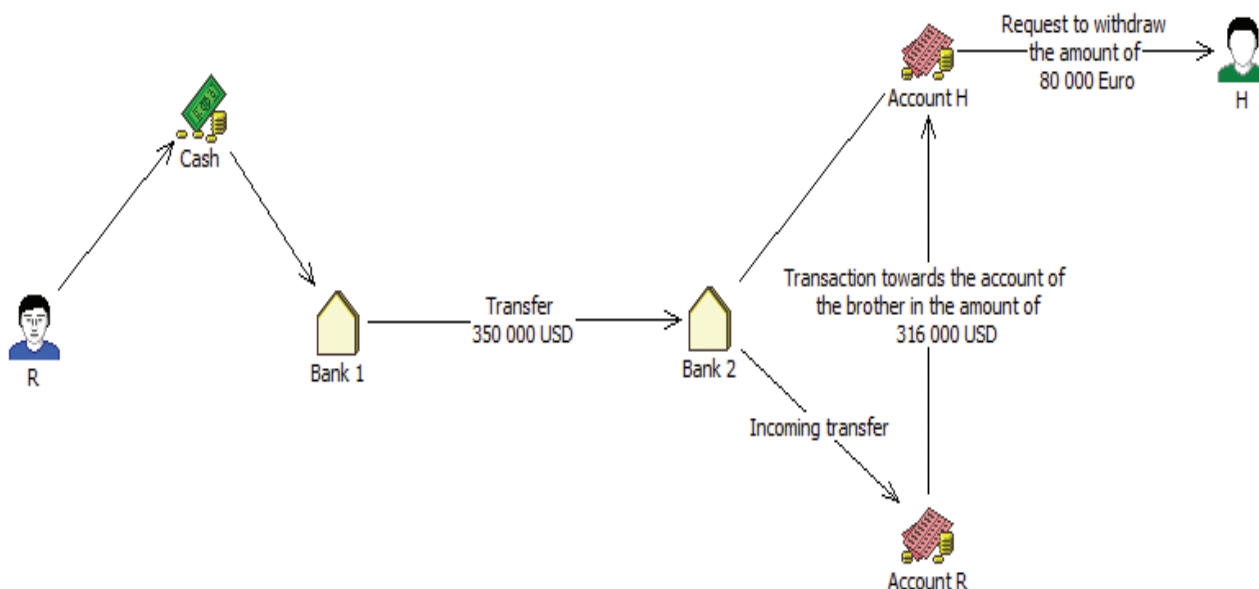 Request to withdraw
the amount of
80 000 Euro
Account H
H
Cash
Transfer
350 000 USD
Transaction towards the account of
the brother in the amount of
316 000 USD
R
Bank 1
Bank 2
Incoming transfer
Account R